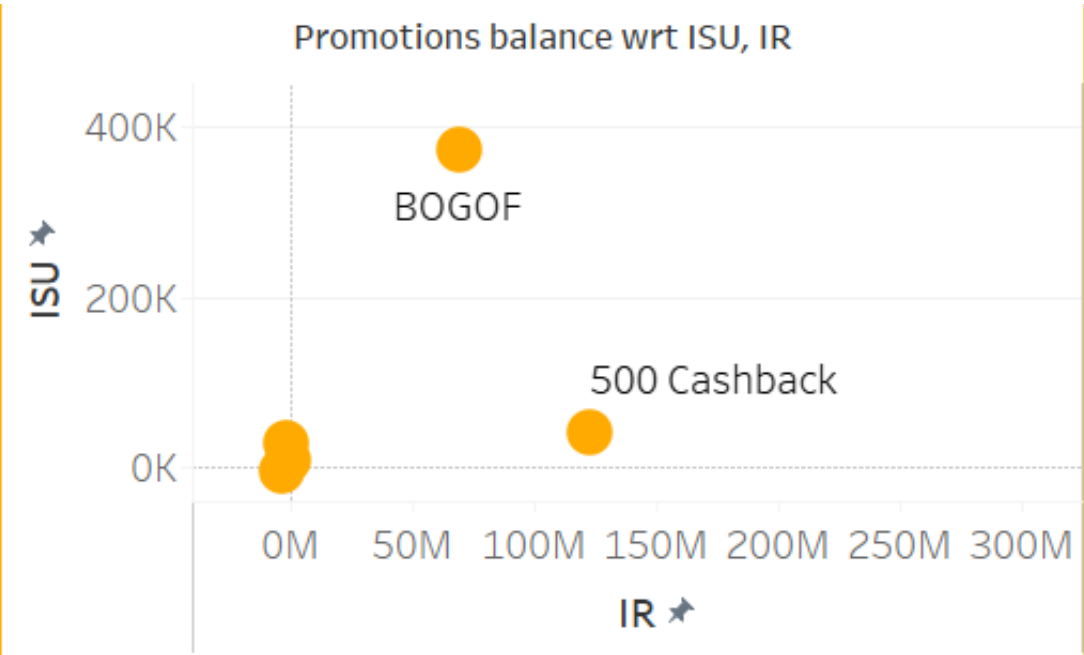 Promotions balance wrt ISU, IR
400K
BOGOF
ISU
200K
500 Cashback
0K
0M 50M 100M 150M 200M 250M 300M
IR